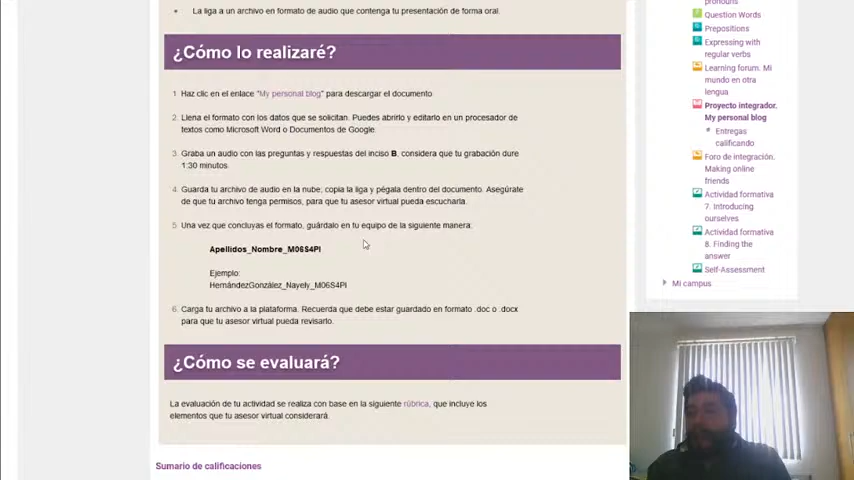 La liga a un archivo en formato de audio que contenga tu presentación de forma oral.
¿Cómo lo realizaré?
1 Haz clic en el enlace "My personal blog" para descargar el documento
2. Llena el formato con los datos que se solicitan. Puedes abrirlo y editarlo en un procesador de
textos como Microsoft Word o Documentos de Google.
3. Graba un audio con las preguntas y respuestas del inciso B, considera que tu grabación dure
1:30 minutos.
4. Guarda tu archivo de audio en la nube; copia la liga y pégala dentro del documento. Asegúrate
de que tu archivo tenga permisos, para que tu asesor virtual pueda escucharla.
5 Una vez que concluyas el formato, guárdalo en tu equipo de la siguiente manera:
Apellidos_Nombre_M06S4PI
Ejemplo:
HernándezGonzález_Nayely_M06S4PI
6. Carga tu archivo a la plataforma. Recuerda que debe estar guardado en formato .doc o .docx
para que tu asesor virtual pueda revisarlo.
¿Cómo se evaluará?
La evaluación de tu actividad se realiza con base en la siguiente rúbrica, que incluye los
elementos que tu asesor virtual considerará.
Sumario de calificaciones
pronouns
Question Words
Prepositions
Expressing with
regular verbs
Learning forum. Mi
mundo en otra
lengua
Proyecto integrador.
My personal blog
Entregas
calificando
Foro de integración.
Making online
friends
Actividad formativa
7. Introducing
ourselves
Actividad formativa
8. Finding the
answer
Self-Assessment
Mi campus